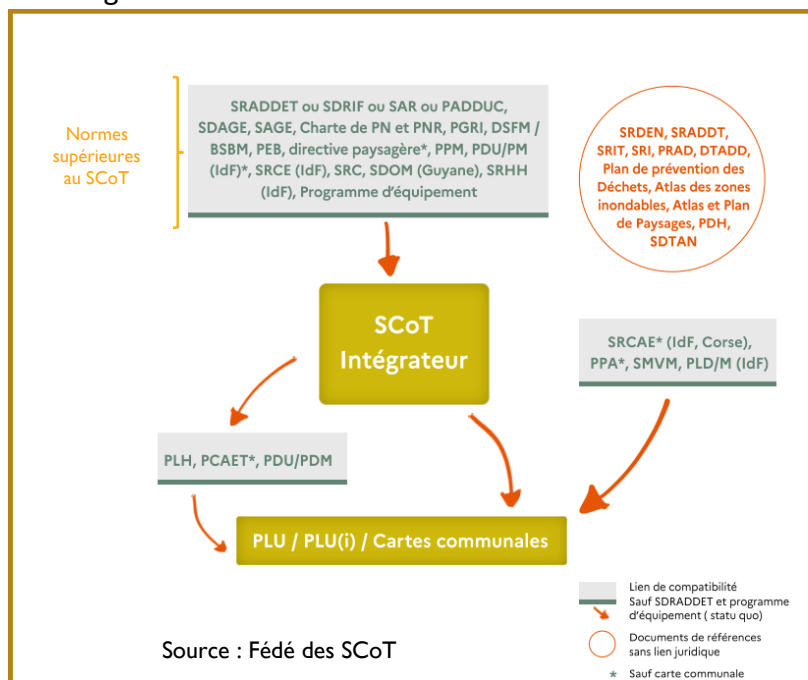 Normes
supérieures
au SCoT
SRADDET ou SDRIF ou SAR ou PADDUC,
SDAGE, SAGE, Charte de PN et PNR, PGRI, DSFM /
BSBM, PEB, directive paysagère*, PPM, PDU/PM
(IdF)*, SRCE (IdF), SRC, SDOM (Guyane), SRHH
(IdF), Programme d'équipement
SRDEN, SRADDT,
SRIT, SRI, PRAD, DTADD,
Plan de prévention des
Déchets, Atlas des zones
inondables, Atlas et Plan
de Paysages, PDH,
SDTAN
SCoT
Intégrateur
SRCAE* (IdF, Corse),
PPA*, SMVM, PLD/M (IdF)
PLH, PCAET*, PDU/PDM
PLU / PLU(i) / Cartes communales
Lien de compatibilité
Sauf SDRADDET et programme
d'équipement ( statu quo)
Documents de références
sans lien juridique
* Sauf carte communale
Source : Fédé des SCoT